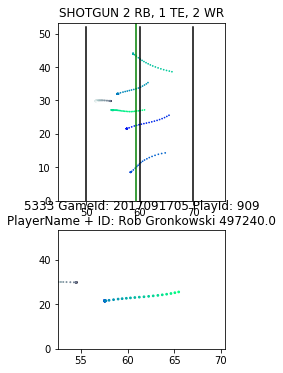 SHOTGUN 2 RB, 1 TE, 2 WR
50
40
30
20
10
0
50 60 70
5333 GameId: 2017091705 PlayId: 909
PlayerName + ID: Rob Gronkowski 497240.0
40
20
0
55 60 65 70